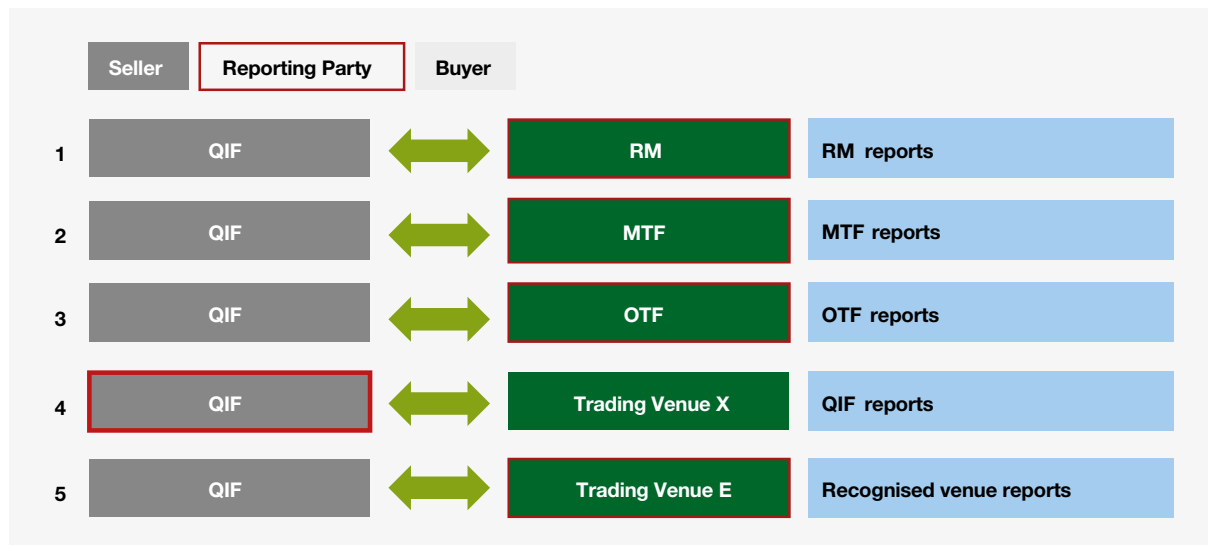 Seller Reporting Party Buyer
1 QIF RM RM reports
2 QIF MTF MTF reports
3 QIF OTF OTF reports
4 QIF Trading Venue X QIF reports
5 QIF Trading Venue E Recognised venue reports